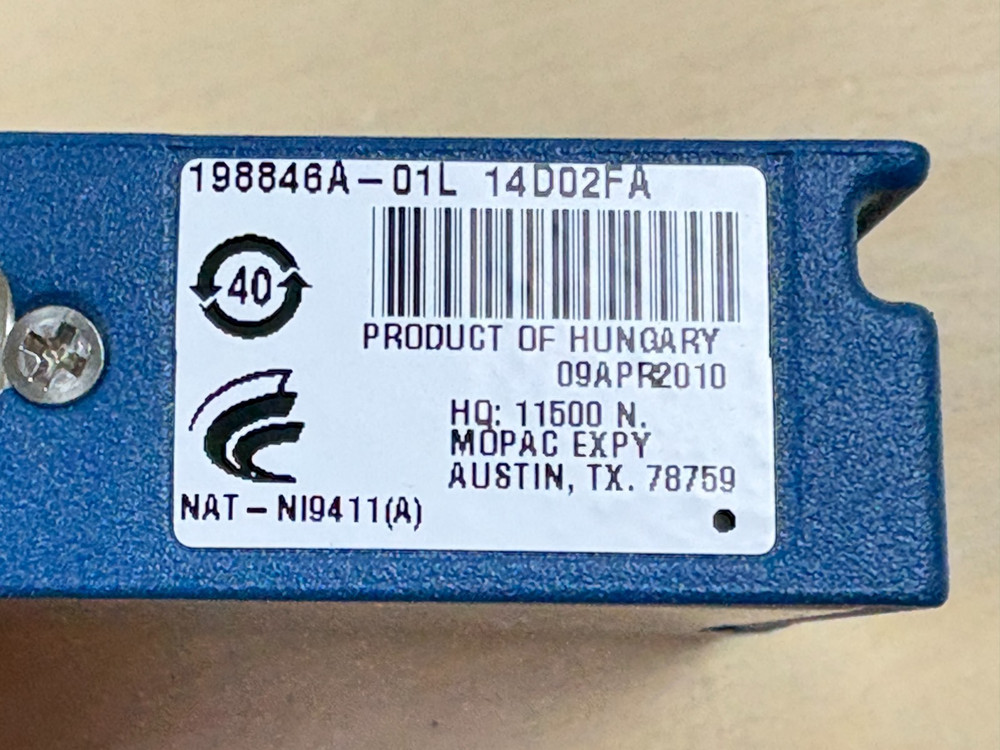 198846A-01L 14D02FA
40
PRODUCT OF HUNGARY
09APR2010
HQ: 11500 N.
MOPAC EXPY
AUSTIN, TX. 78759
NAT-NI9411(A)